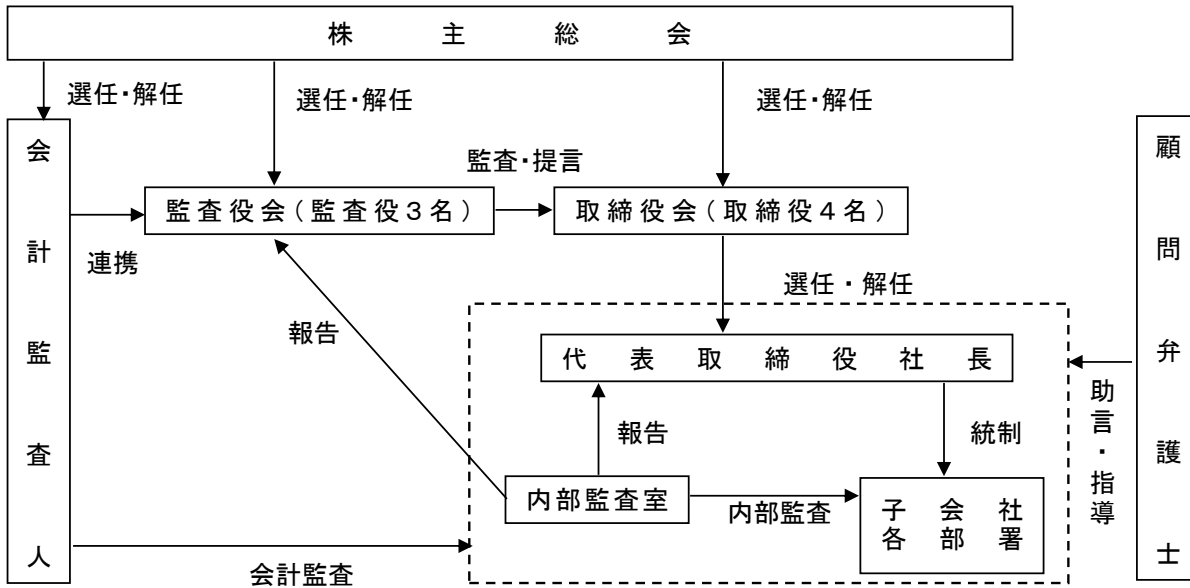 株主総会
選任・解任
選任・解任
選任・解任
会計監査人
顧問弁護士
監査・提言
監査役会(監査役3名)
取締役会(取締役4名)
連携
選任・解任
報告
代表取締役社長
助言・指導
報告
統制
内部監査室
内部監査
子会社
各部署
会計監査